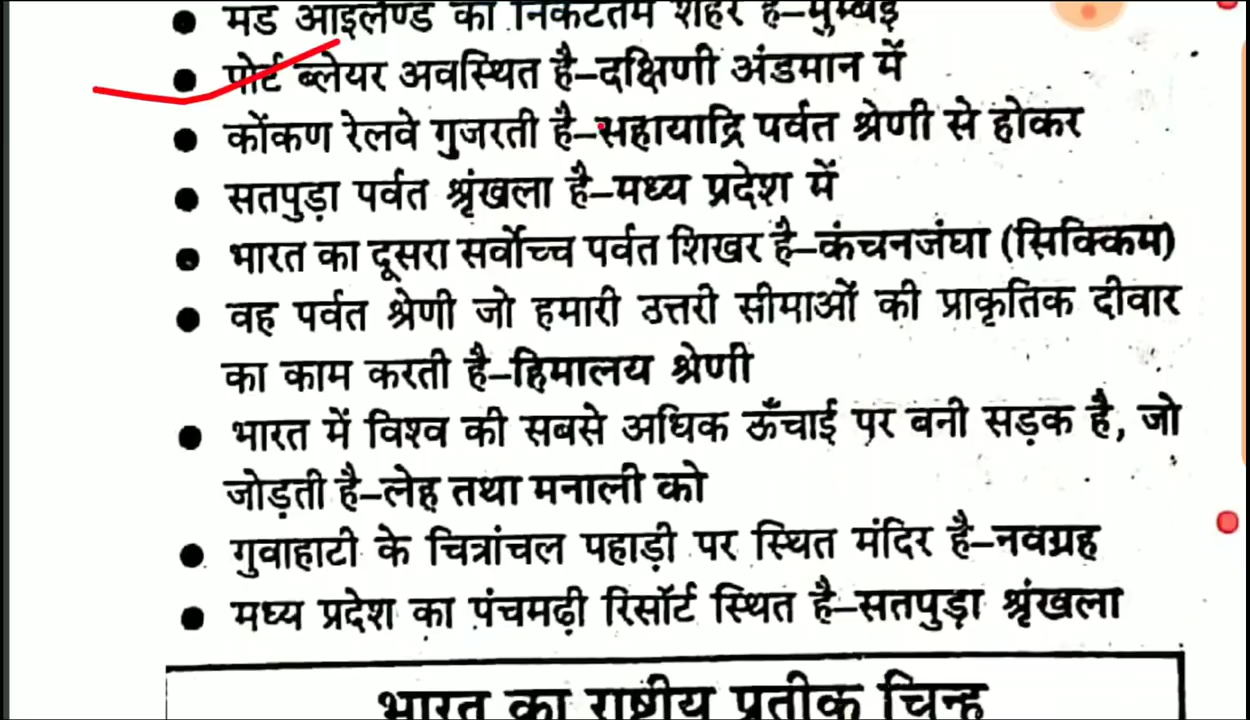 ● मड आइलैण्ड का निकटतम शहर है–मुम्बई
● पोर्ट ब्लेयर अवस्थित है–दक्षिणी अंडमान में
● कोंकण रेलवे गुजरती है–सहायाद्रि पर्वत श्रेणी से होकर
● सतपुड़ा पर्वत श्रृंखला है–मध्य प्रदेश में
● भारत का दूसरा सर्वोच्च पर्वत शिखर है–कंचनजंघा (सिक्किम)
● वह पर्वत श्रेणी जो हमारी उत्तरी सीमाओं की प्राकृतिक दीवार
का काम करती है–हिमालय श्रेणी
● भारत में विश्व की सबसे अधिक ऊँचाई पर बनी सड़क है, जो
जोड़ती है–लेह तथा मनाली को
● गुवाहाटी के चित्रांचल पहाड़ी पर स्थित मंदिर है–नवग्रह
● मध्य प्रदेश का पंचमढ़ी रिसॉर्ट स्थित है–सतपुड़ा श्रृंखला
भारत का राष्ट्रीय प्रतीक चिन्ह